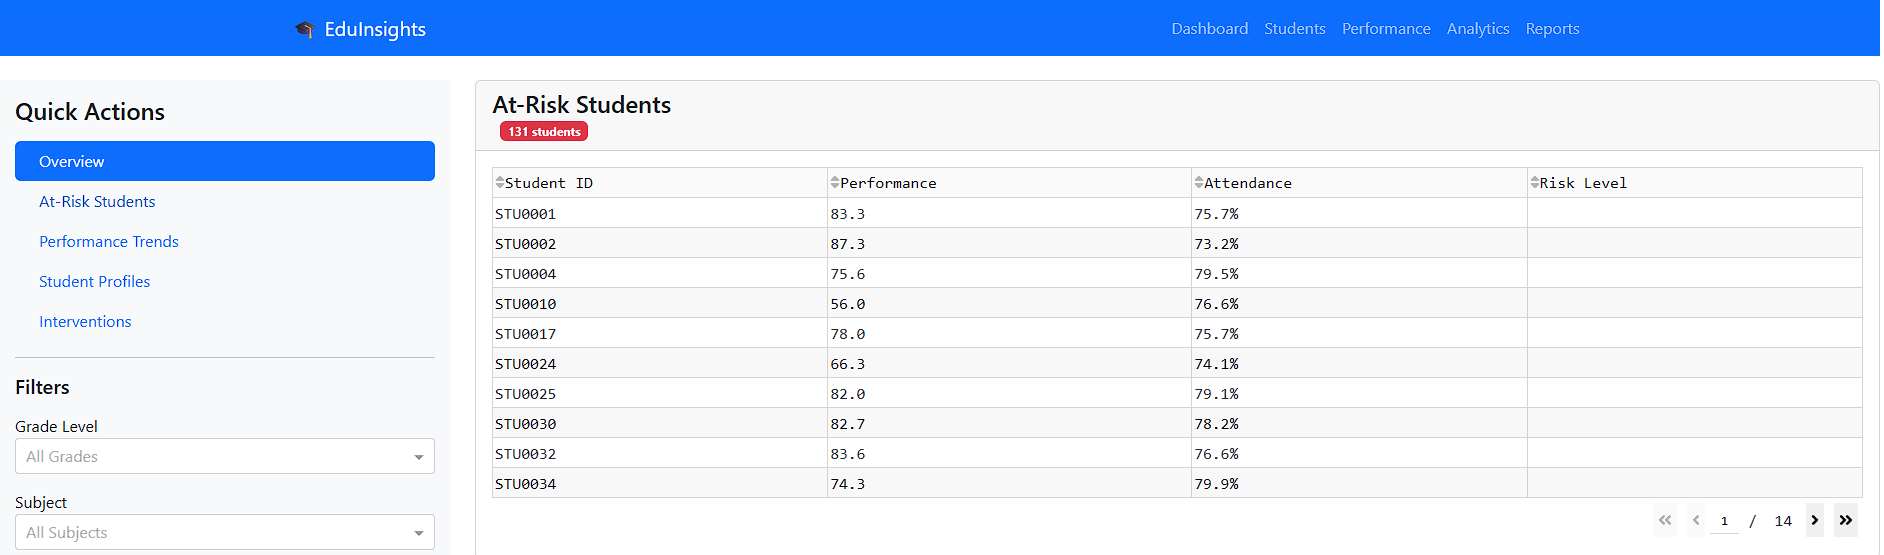 EduInsights
Dashboard Students Performance Analytics Reports
Quick Actions
Overview
At-Risk Students
Performance Trends
Student Profiles
Interventions
Filters
Grade Level
All Grades
Subject
All Subjects
At-Risk Students
131 students
Student ID Performance Attendance Risk Level
STU0001 83.3 75.7%
STU0002 87.3 73.2%
STU0004 75.6 79.5%
STU0010 56.0 76.6%
STU0017 78.0 75.7%
STU0024 66.3 74.1%
STU0025 82.0 79.1%
STU0030 82.7 78.2%
STU0032 83.6 76.6%
STU0034 74.3 79.9%
1 / 14